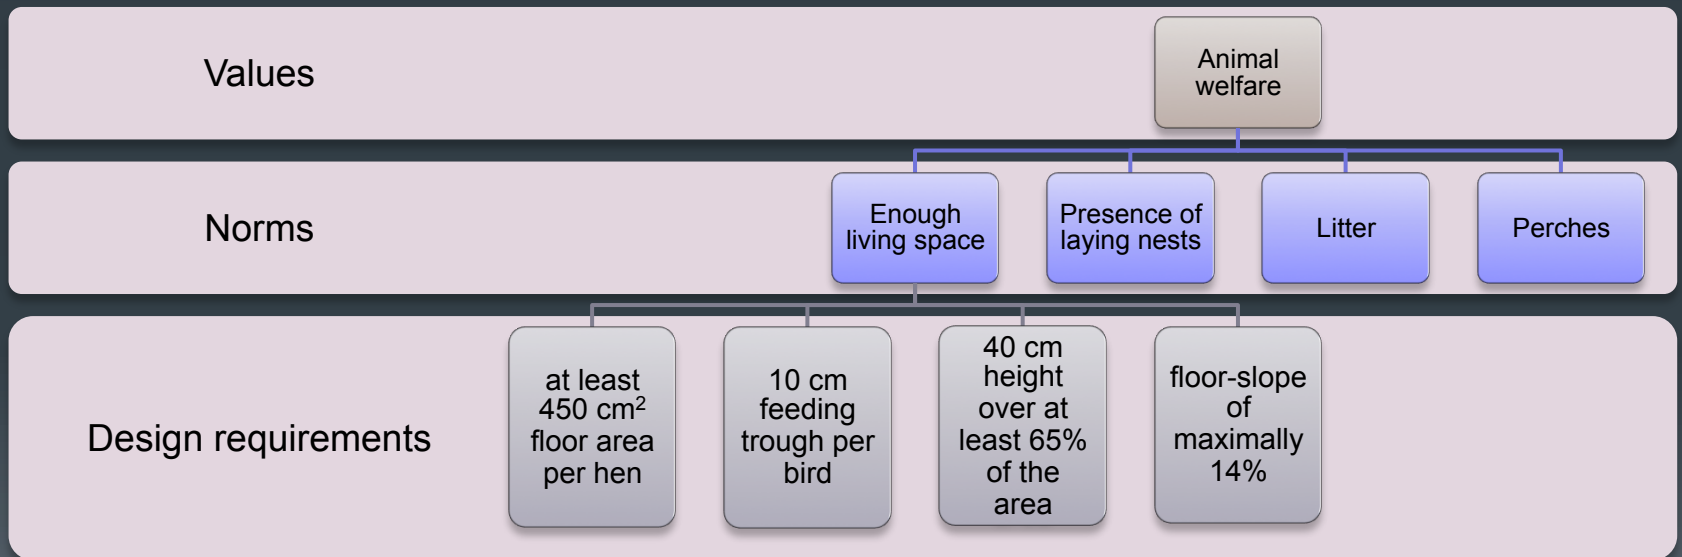 Values
Animal
welfare
Norms
Enough
living space
Presence of
laying nests
Litter
Perches
Design requirements
at least
450 cm²
floor area
per hen
10 cm
feeding
trough per
bird
40 cm
height
over at
least 65%
of the
area
floor-slope
of
maximally
14%